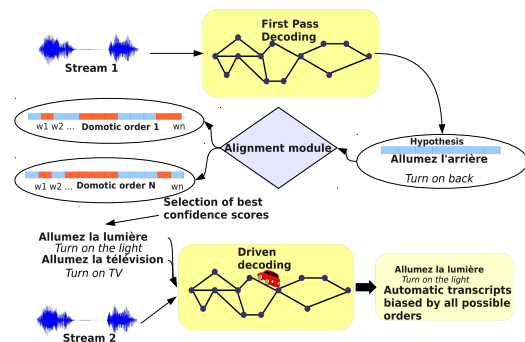 First Pass
Decoding
Stream 1
Hypothesis
Allumez l'arrière
Turn on back
Alignment module
w1 w2 ... Domotic order 1 wn
w1 w2 ... Domotic order N wn
Selection of best
confidence scores
Allumez la lumière
Turn on the light
Allumez la télévision
Turn on TV
Stream 2
Driven
decoding
Allumez la lumière
Turn on the light
Automatic transcripts
biased by all possible
orders